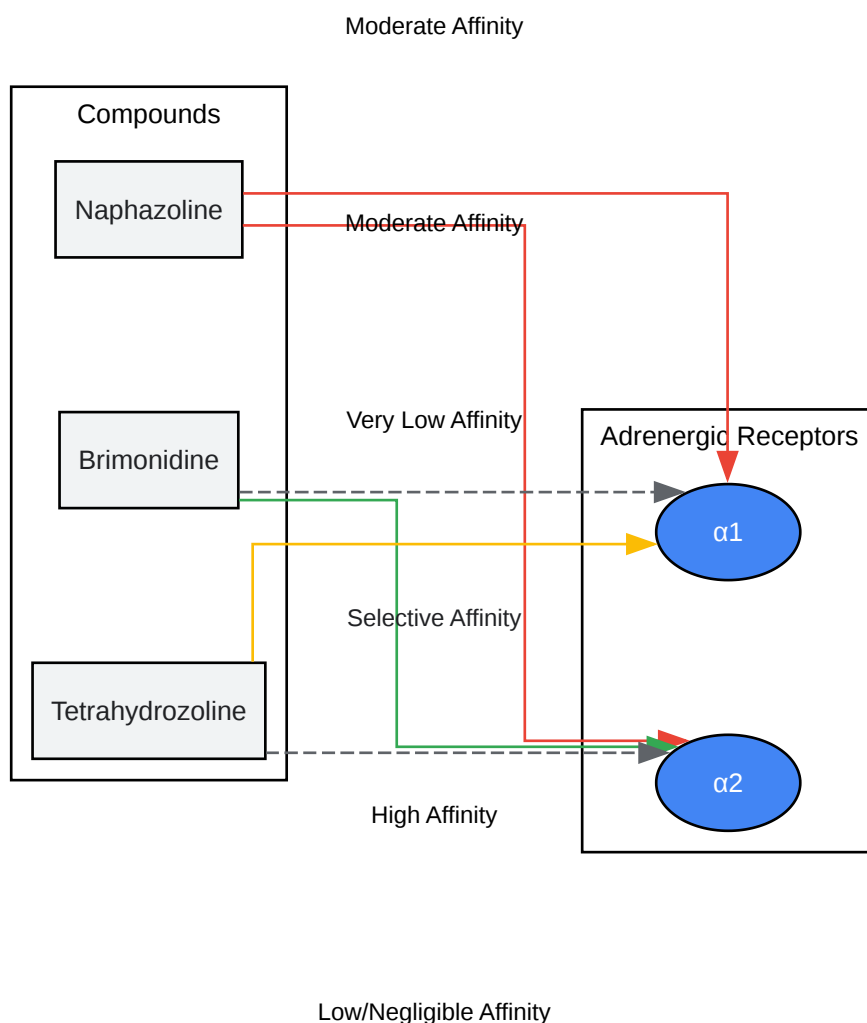 Moderate Affinity
Compounds
Naphazoline
Moderate Affinity
Very Low Affinity
Adrenergic Receptors
Brimonidine
α1
Selective Affinity
Tetrahydrozoline
α2
High Affinity
Low/Negligible Affinity